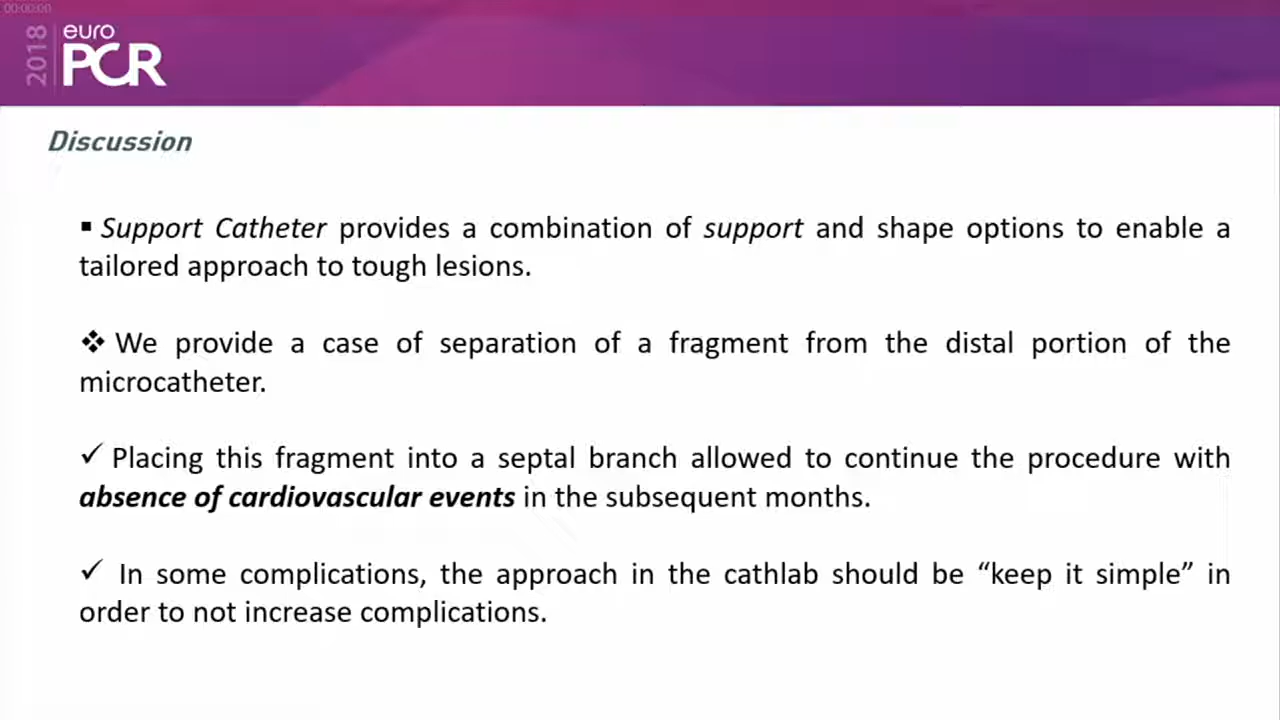 00:00:00
2018
euro
PCR
Discussion
▪ Support Catheter provides a combination of support and shape options to enable a
tailored approach to tough lesions.
❖ We provide a case of separation of a fragment from the distal portion of the
microcatheter.
✓ Placing this fragment into a septal branch allowed to continue the procedure with
absence of cardiovascular events in the subsequent months.
✓ In some complications, the approach in the cathlab should be “keep it simple” in
order to not increase complications.